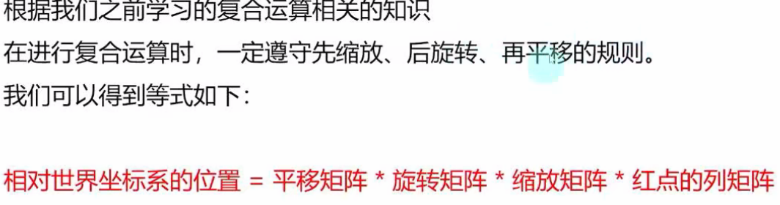 根据我们之前学习的复合运算相关的知识
在进行复合运算时，一定遵守先缩放、后旋转、再平移的规则。
我们可以得到等式如下：
相对世界坐标系的位置 = 平移矩阵 * 旋转矩阵 * 缩放矩阵 * 红点的列矩阵